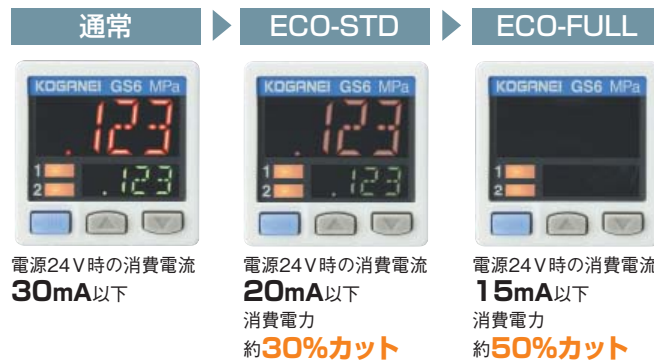 通常
ECO-STD
ECO-FULL
KOGANEI GS6 MPa
.123
1
.123
2
KOGANEI GS6 MPa
.123
1
.123
2
KOGANEI GS6 MPa
1
2
電源24V時の消費電流
30mA以下
電源24V時の消費電流
20mA以下
消費電力
約30%カット
電源24V時の消費電流
15mA以下
消費電力
約50%カット